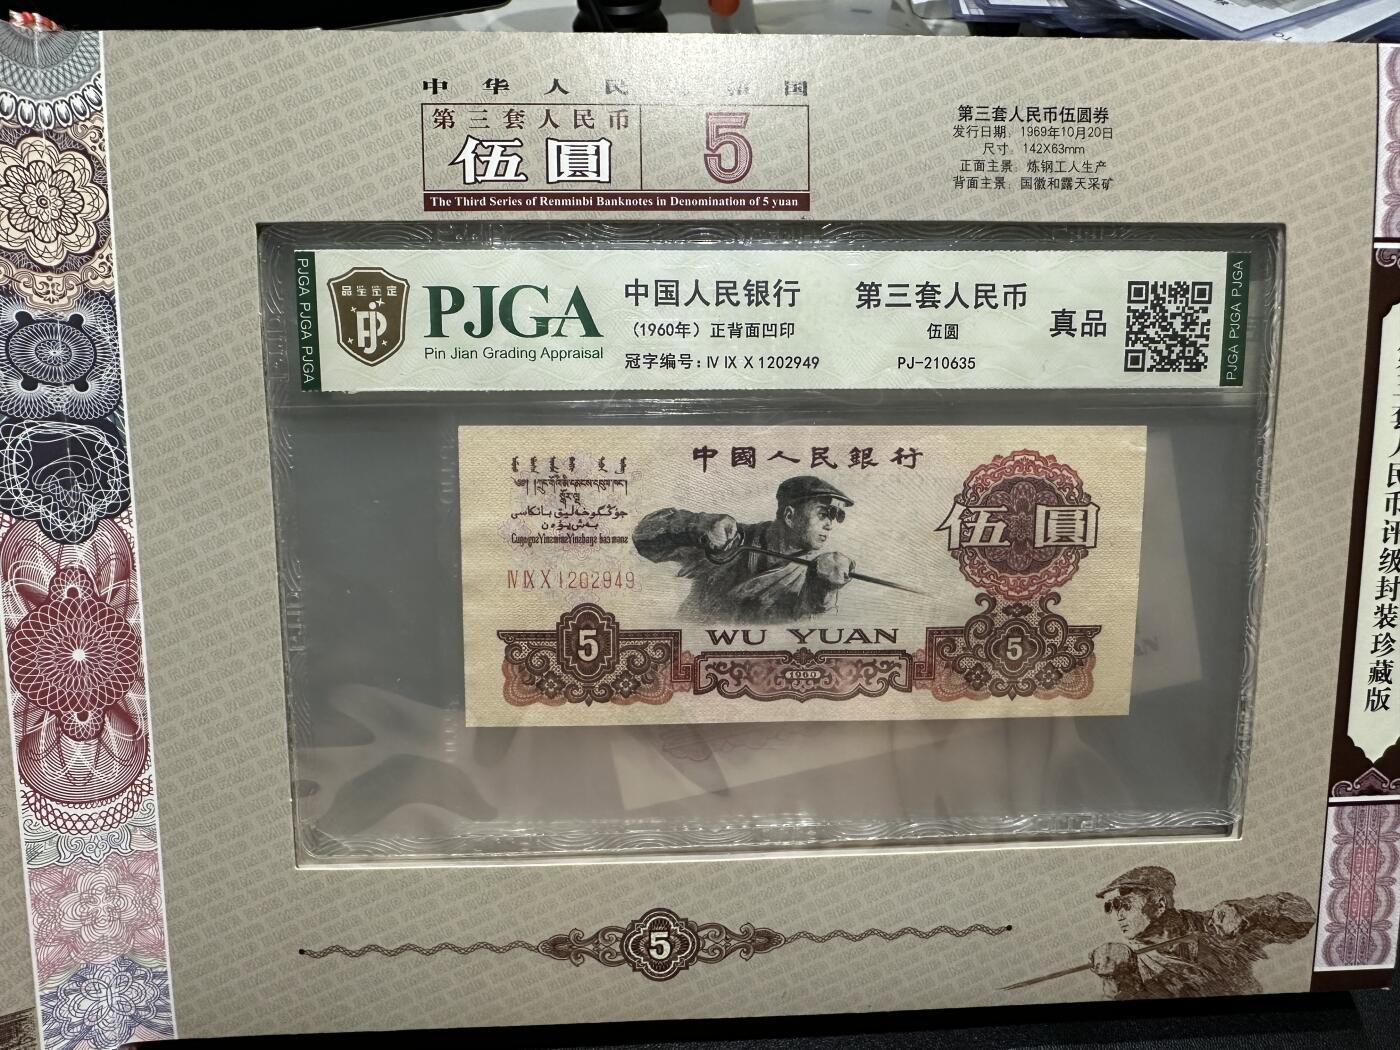 中华人民共和国
第三套人民币
伍圆
5
The Third Series of Renminbi Banknotes in Denomination of 5 yuan
第三套人民币伍圆券
发行日期：1969年10月20日
尺寸：142X63mm
正面主景：炼钢工人生产
背面主景：国徽和露天采矿
PJGA PJGA PJGA
品坚鉴定
PJ
PJGA
Pin Jian Grading Appraisal
中国人民银行
（1960年）正背面凹印
冠字编号：Ⅳ Ⅸ Ⅹ 1202949
第三套人民币
伍圆
PJ-210635
真品
PJGA PJGA PJGA
中國人民銀行
伍圓
ⅣⅨⅩ1202949
5
WU YUAN
5
1960
5
套人民币评级封装珍藏版